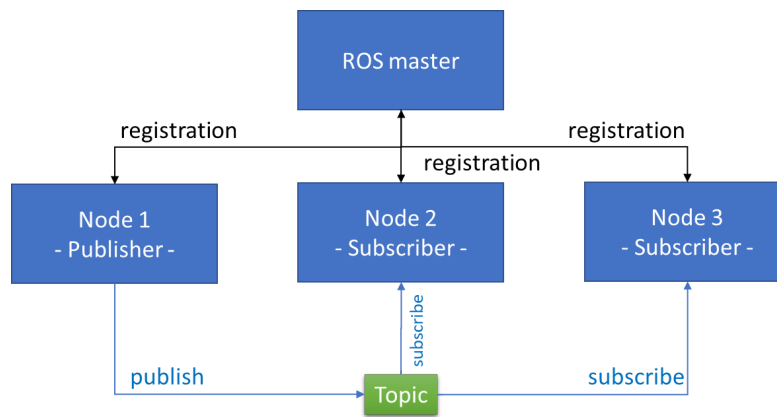 ROS master
registration
registration
registration
Node 1
- Publisher -
Node 2
- Subscriber -
Node 3
- Subscriber -
subscribe
publish
Topic
subscribe